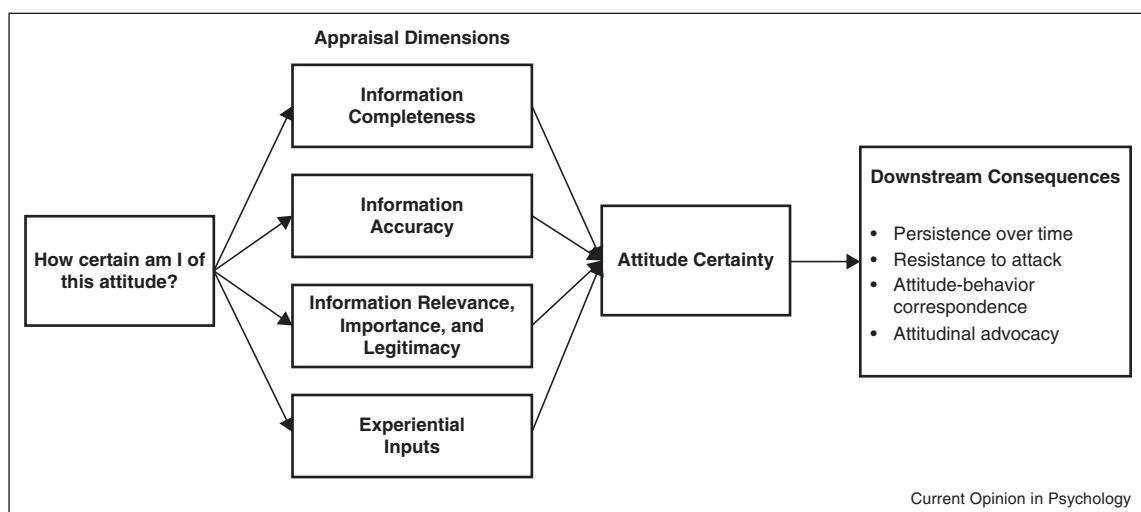 Appraisal Dimensions
Information
Completeness
Information
Accuracy
Information Relevance,
Importance, and
Legitimacy
Experiential
Inputs
How certain am I of
this attitude?
Attitude Certainty
Downstream Consequences
• Persistence over time
• Resistance to attack
• Attitude-behavior
correspondence
• Attitudinal advocacy
Current Opinion in Psychology